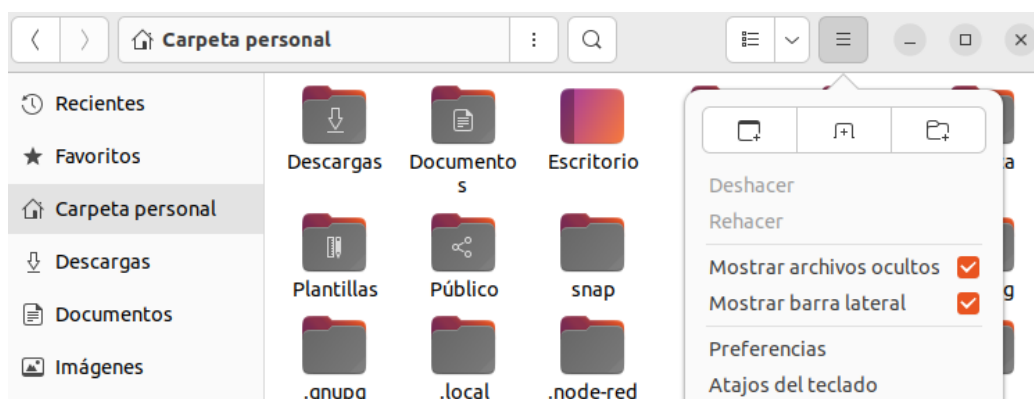 Carpeta personal
Recientes
Favoritos
Carpeta personal
Descargas
Documentos
Imágenes
Descargas
Documento
s
Escritorio
Plantillas
Público
snap
.gnupg
.local
.node-red
a
g
Deshacer
Rehacer
Mostrar archivos ocultos
Mostrar barra lateral
Preferencias
Atajos del teclado